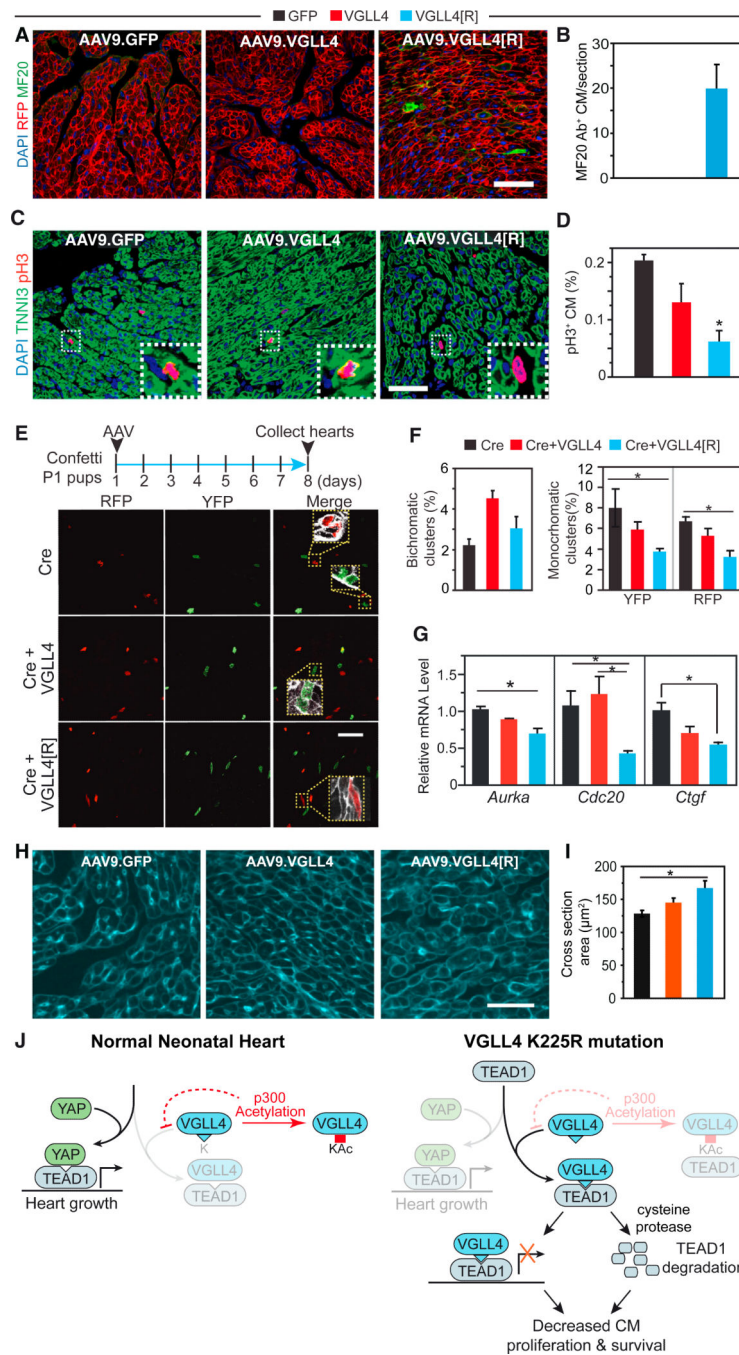 GFP VGLL4 VGLL4[R]
A
AAV9.GFP AAV9.VGLL4 AAV9.VGLL4[R]
DAPI RFP MF20
B
MF20 Ab+ CM/section
30
20
10
0
C
AAV9.GFP AAV9.VGLL4 AAV9.VGLL4[R]
DAPI TNNI3 pH3
D
pH3+ CM (%)
0.2
0.1
0
*
E
AAV Collect hearts
Confetti
P1 pups
1 2 3 4 5 6 7 8 (days)
RFP YFP Merge
Cre
Cre + VGLL4
Cre + VGLL4[R]
F
Cre Cre+VGLL4 Cre+VGLL4[R]
Bichromatic
clusters (%)
6
4
2
0
Monochromatic
clusters(%)
12
10
8
6
4
2
0
* *
YFP RFP
G
Relative mRNA Level
1.5
1.0
0.5
0
* * * *
Aurka Cdc20 Ctgf
H
AAV9.GFP AAV9.VGLL4 AAV9.VGLL4[R]
I
Cross section
area (µm²)
200
150
100
50
0
*
J
Normal Neonatal Heart
YAP
YAP
TEAD1
Heart growth
p300
Acetylation
VGLL4
K
VGLL4
KAc
VGLL4
TEAD1
VGLL4 K225R mutation
TEAD1
YAP
YAP
TEAD1
Heart growth
p300
Acetylation
VGLL4
VGLL4
KAc
TEAD1
VGLL4
TEAD1
cysteine
protease
VGLL4
TEAD1
TEAD1
degradation
Decreased CM
proliferation & survival